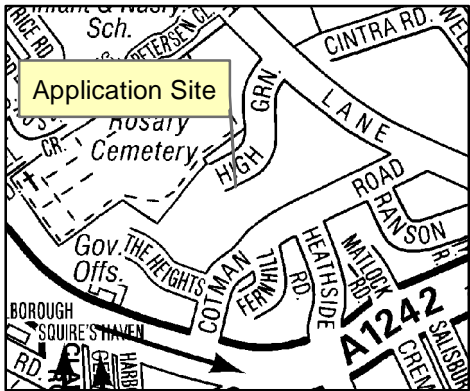 Sch.
RICE RD.
PETERSEN CL.
CINTRA RD.
Application Site
GRN.
LANE
Rosary
Cemetery
CR.
HIGH
ROAD
RANSON
Gov.
Offs.
THE HEIGHTS
COTMAN
FERNHILL
HEATHSIDE
RD.
MATLOCK
RD.
A1242
BOROUGH
SQUIRE'S HAVEN
RD.